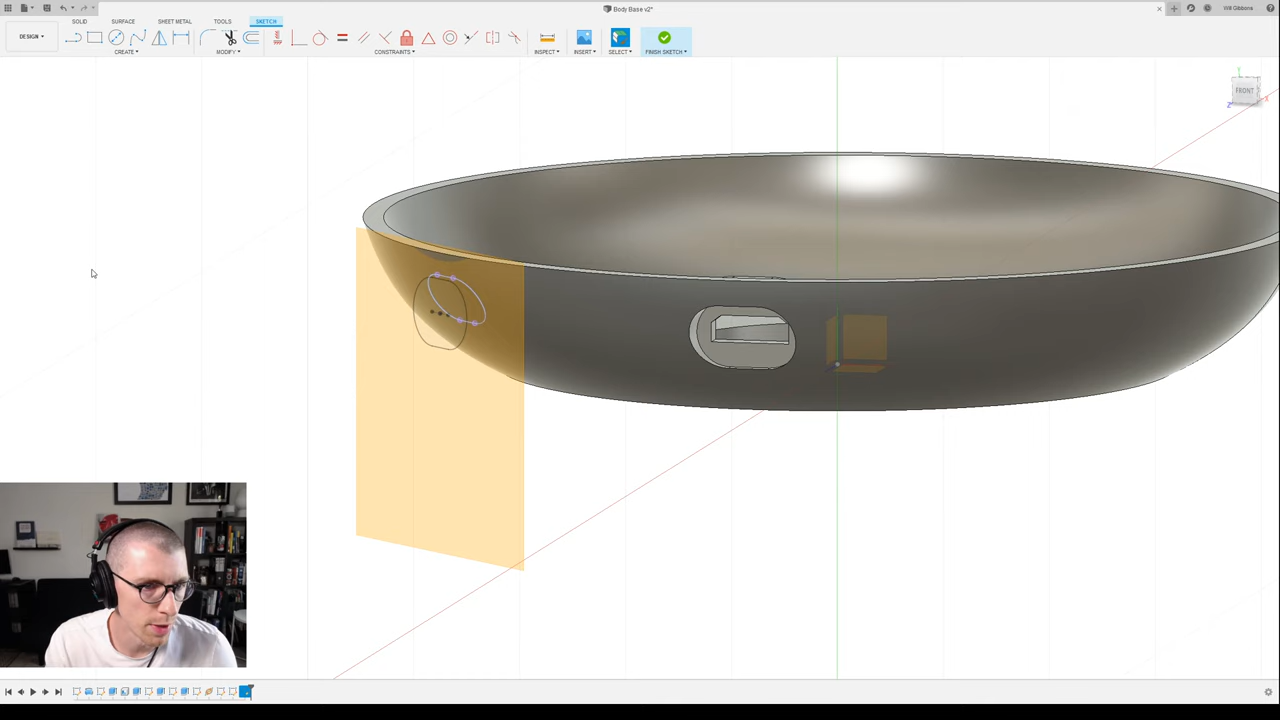 Body Base v2*
Will Gibbons
DESIGN
SOLID
SURFACE
SHEET METAL
TOOLS
SKETCH
CREATE
MODIFY
CONSTRAINTS
INSPECT
INSERT
SELECT
FINISH SKETCH
Y
FRONT
X
Z